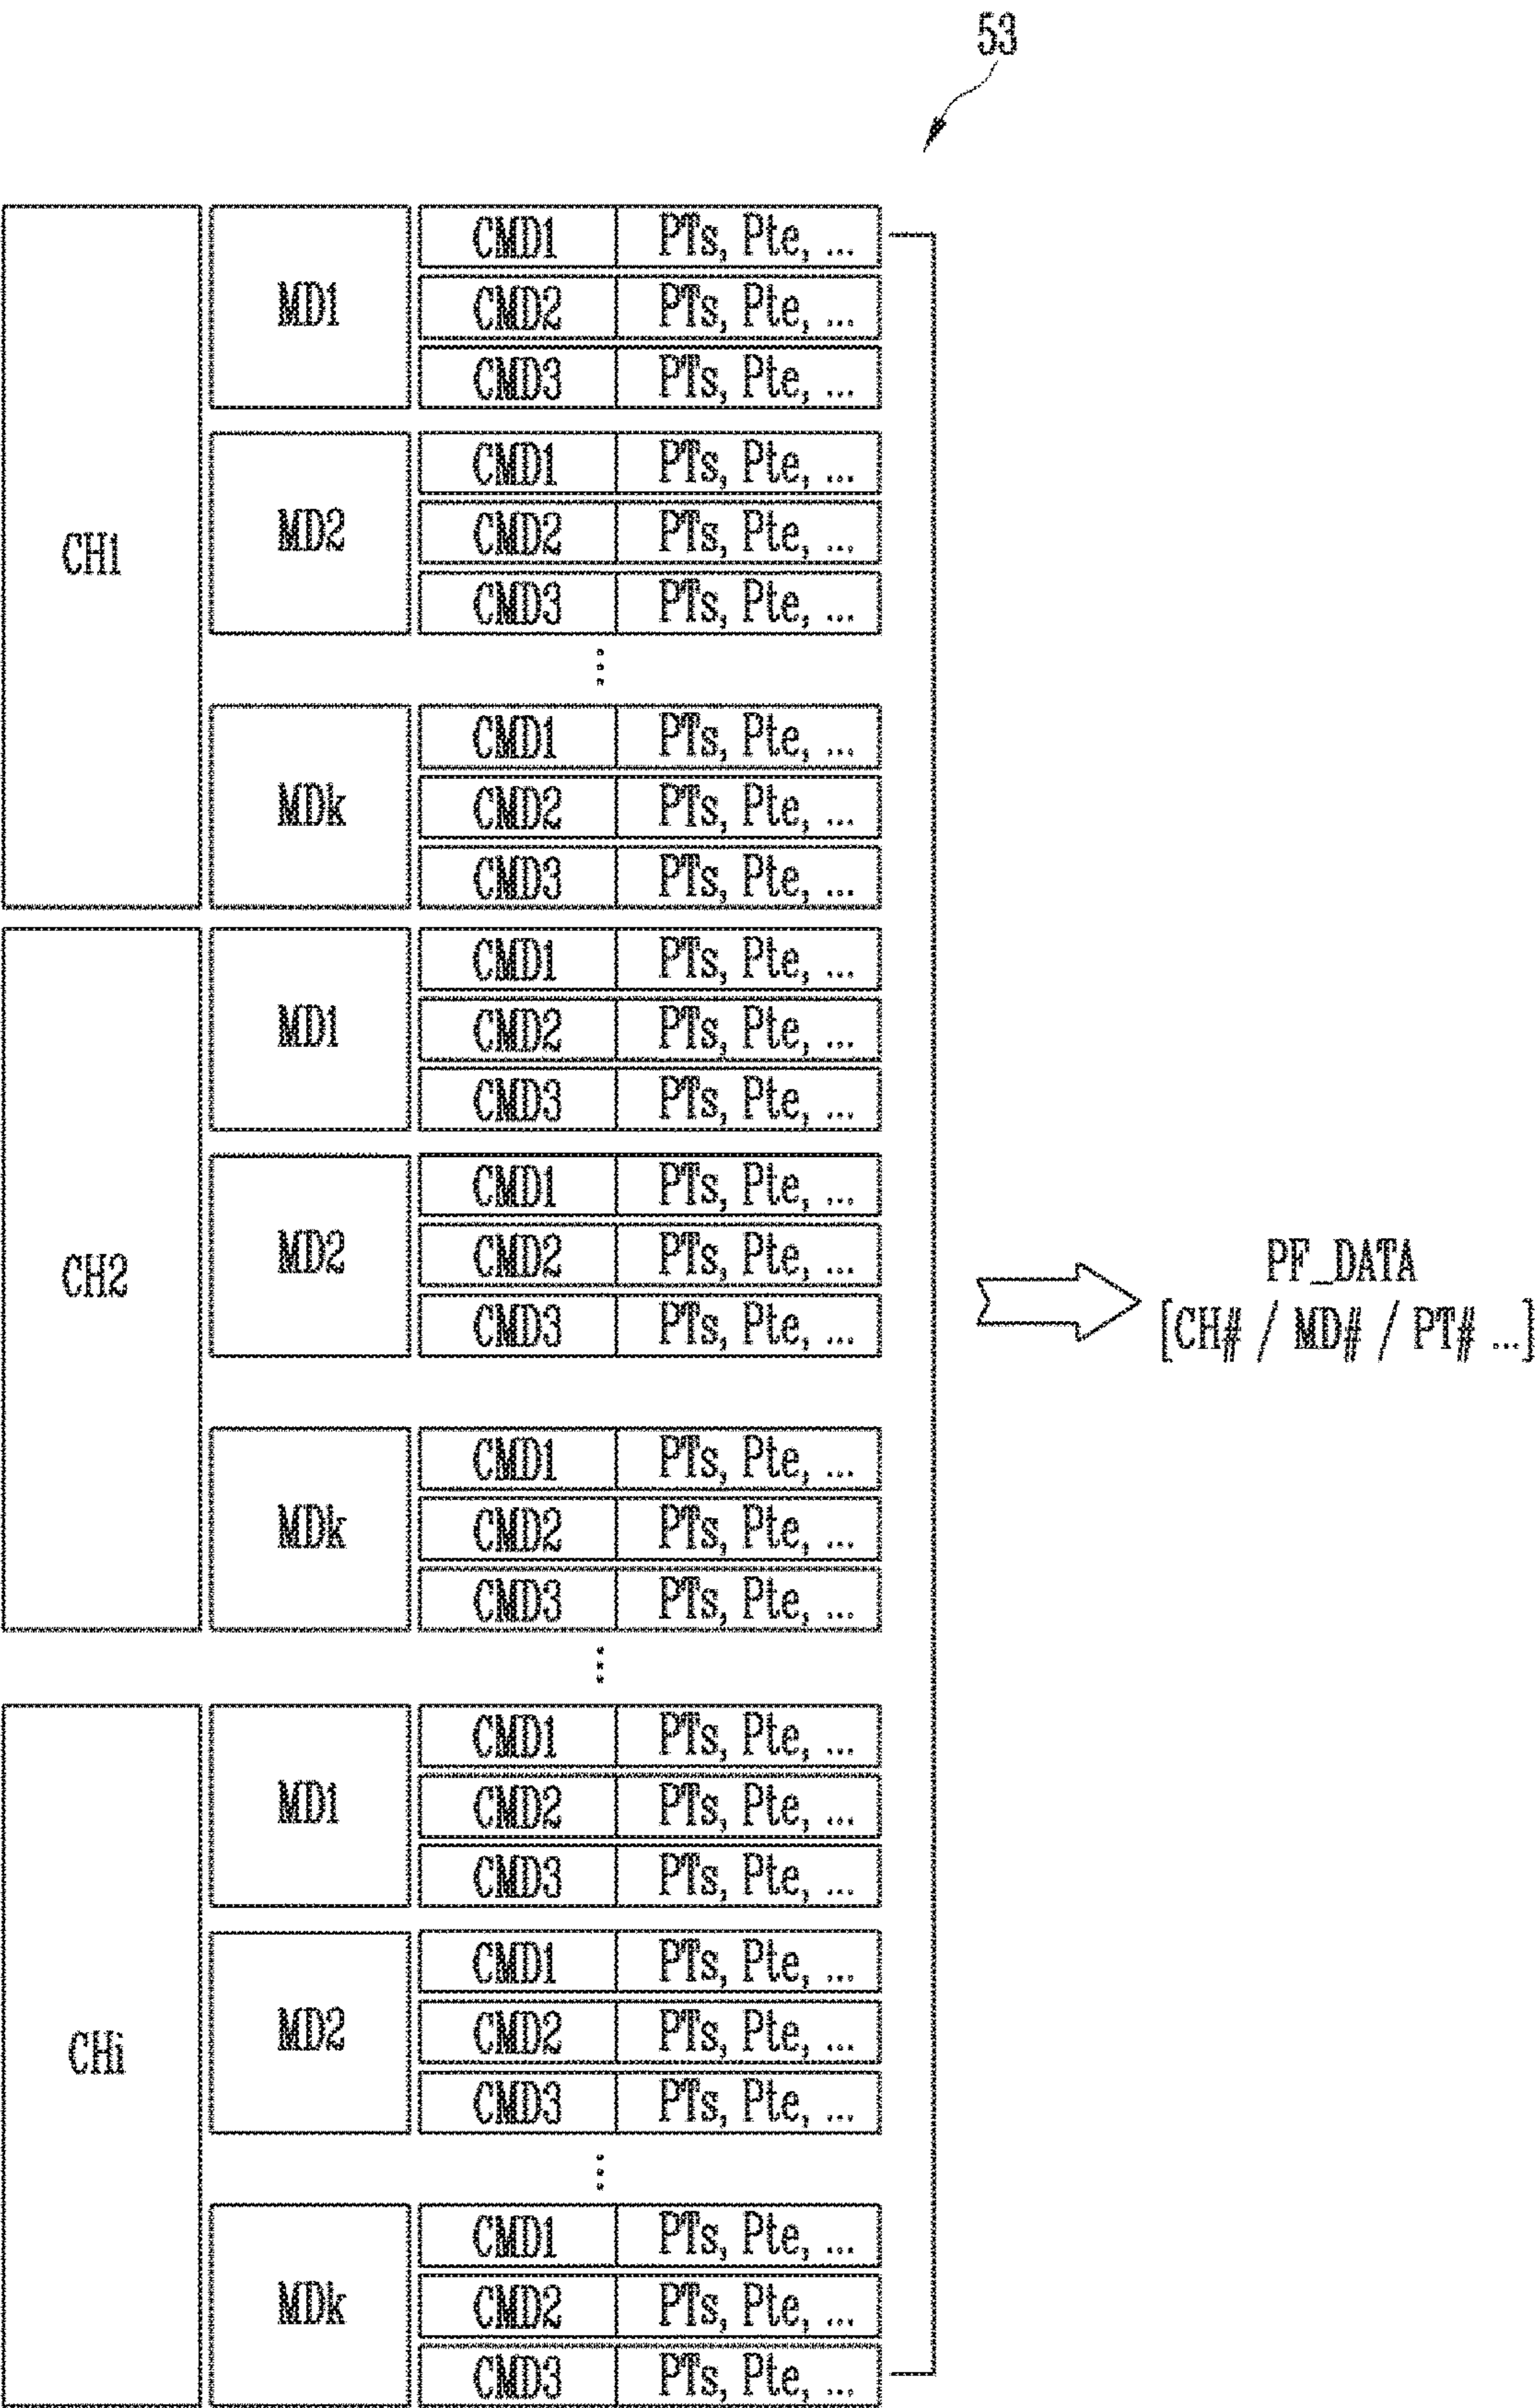 53
CH1
MD1
CMD1 PTs, Pte, ...
CMD2 PTs, Pte, ...
CMD3 PTs, Pte, ...
MD2
CMD1 PTs, Pte, ...
CMD2 PTs, Pte, ...
CMD3 PTs, Pte, ...
MDk
CMD1 PTs, Pte, ...
CMD2 PTs, Pte, ...
CMD3 PTs, Pte, ...
CH2
MD1
CMD1 PTs, Pte, ...
CMD2 PTs, Pte, ...
CMD3 PTs, Pte, ...
MD2
CMD1 PTs, Pte, ...
CMD2 PTs, Pte, ...
CMD3 PTs, Pte, ...
MDk
CMD1 PTs, Pte, ...
CMD2 PTs, Pte, ...
CMD3 PTs, Pte, ...
CHi
MD1
CMD1 PTs, Pte, ...
CMD2 PTs, Pte, ...
CMD3 PTs, Pte, ...
MD2
CMD1 PTs, Pte, ...
CMD2 PTs, Pte, ...
CMD3 PTs, Pte, ...
MDk
CMD1 PTs, Pte, ...
CMD2 PTs, Pte, ...
CMD3 PTs, Pte, ...
PF_DATA
[CH# / MD# / PT# ...]